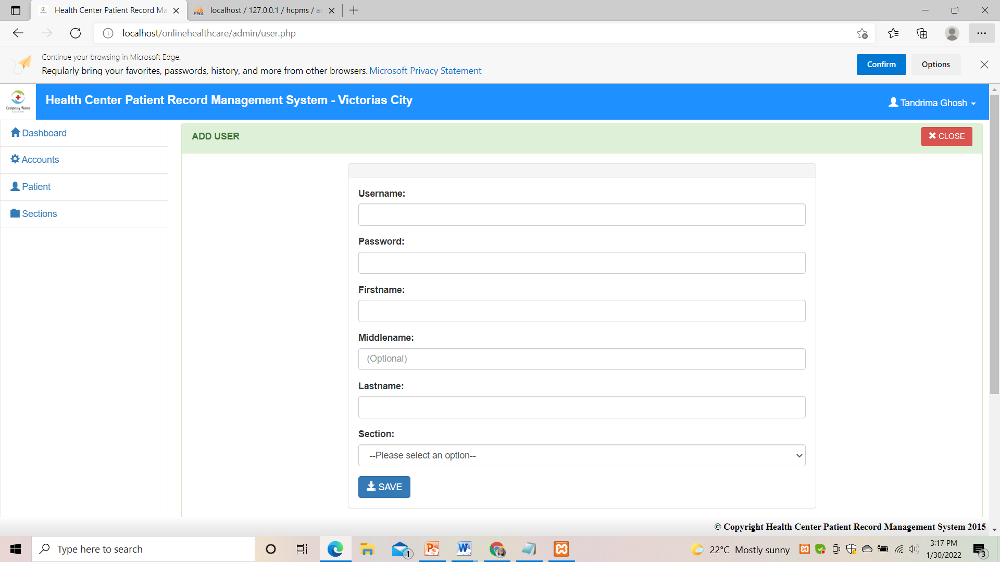 Health Center Patient Record Ma
localhost / 127.0.0.1 / hcpms / ac
localhost/onlinehealthcare/admin/user.php
Continue your browsing in Microsoft Edge.
Regularly bring your favorites, passwords, history, and more from other browsers. Microsoft Privacy Statement
Confirm
Options
Company Name
Health Center Patient Record Management System - Victorias City
Tandrima Ghosh
Dashboard
Accounts
Patient
Sections
ADD USER
CLOSE
Username:
Password:
Firstname:
Middlename:
(Optional)
Lastname:
Section:
--Please select an option--
SAVE
© Copyright Health Center Patient Record Management System 2015
Type here to search
1
22°C Mostly sunny
3:17 PM
1/30/2022
3